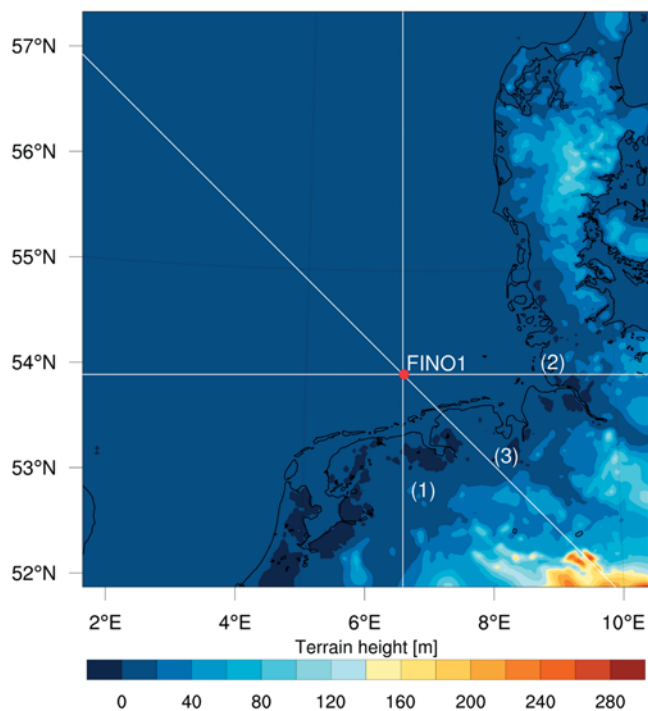 57°N
56°N
55°N
54°N
53°N
52°N
FINO1
(2)
(3)
(1)
2°E 4°E 6°E 8°E 10°E
Terrain height [m]
0 40 80 120 160 200 240 280